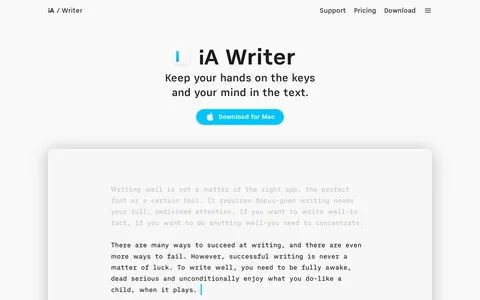 iA / Writer
Support Pricing Download
iA Writer
Keep your hands on the keys
and your mind in the text.
Download for Mac
Writing well is not a matter of the right app, the perfect
font or a certain tool. It requires focus—good writing needs
your full, undivided attention. If you want to write well—in
fact, if you want to do anything well—you need to concentrate.
There are many ways to succeed at writing, and there are even
more ways to fail. However, successful writing is never a
matter of luck. To write well, you need to be fully awake,
dead serious and unconditionally enjoy what you do—like a
child, when it plays.